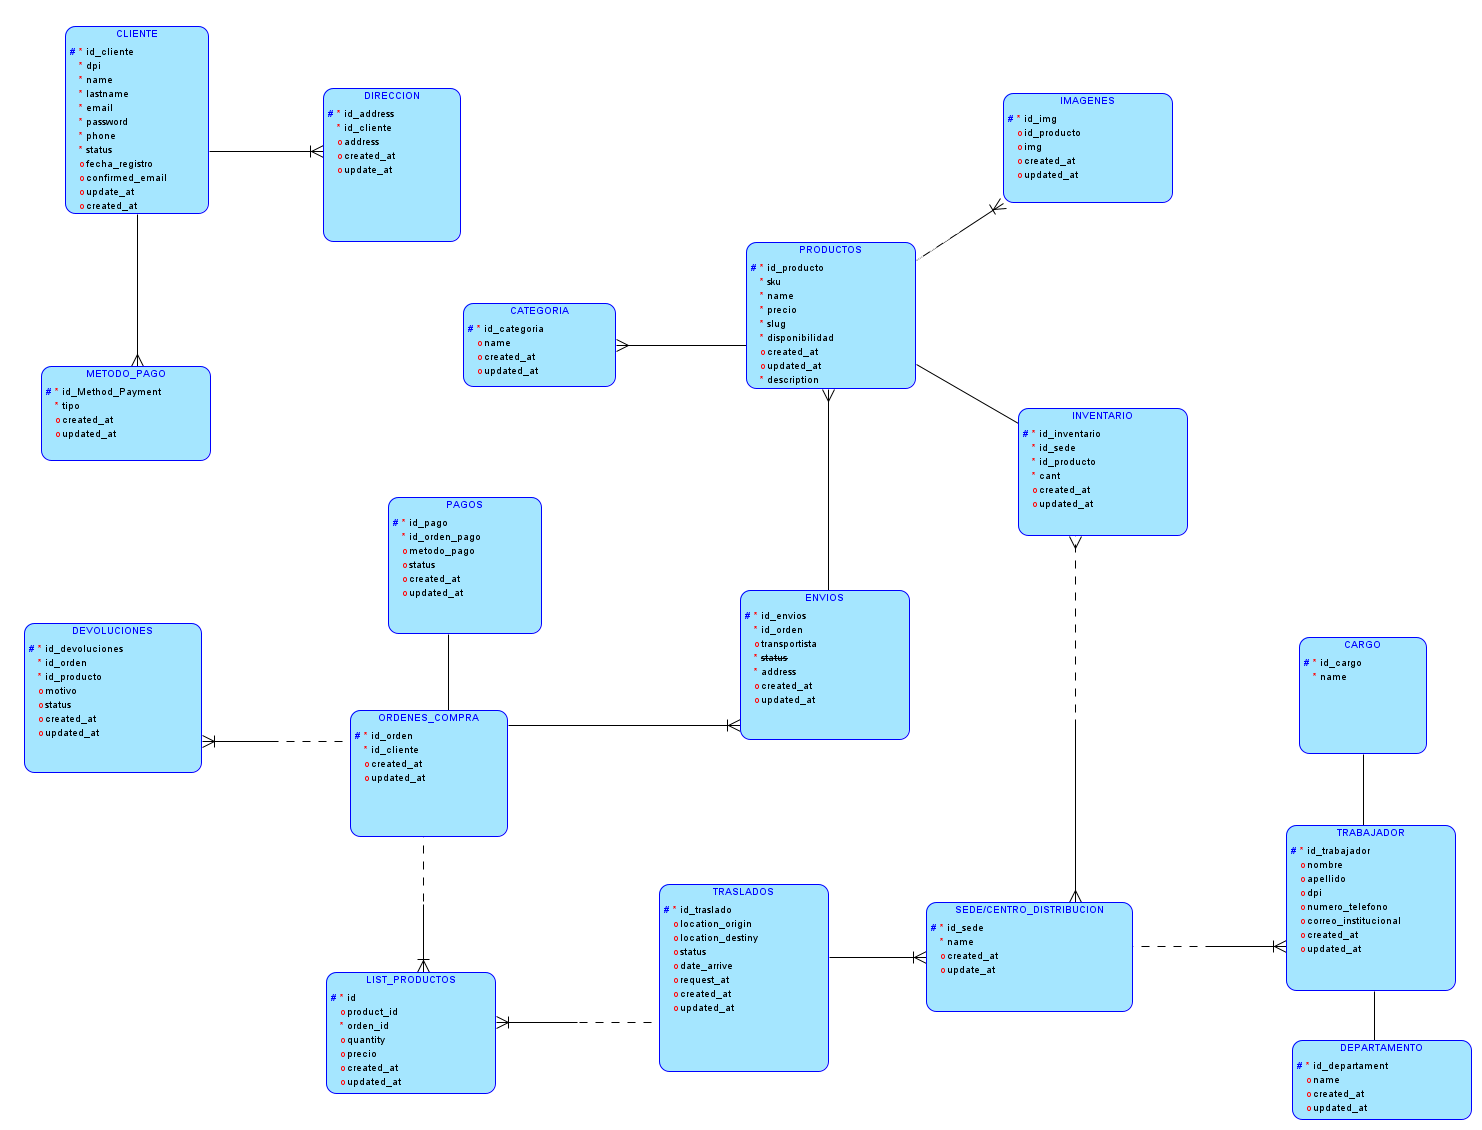 CLIENTE
# * id_cliente
* dpi
* name
* lastname
* email
* password
* phone
* status
o fecha_registro
o confirmed_email
o update_at
o created_at
DIRECCION
# * id_address
* id_cliente
o address
o created_at
o update_at
IMAGENES
# * id_img
o id_producto
o img
o created_at
o updated_at
PRODUCTOS
# * id_producto
* sku
* name
* precio
* slug
* disponibilidad
o created_at
o updated_at
* description
CATEGORIA
# * id_categoria
o name
o created_at
o updated_at
METODO_PAGO
# * id_Method_Payment
* tipo
o created_at
o updated_at
INVENTARIO
# * id_inventario
* id_sede
* id_producto
* cant
o created_at
o updated_at
PAGOS
# * id_pago
* id_orden_pago
o metodo_pago
o status
o created_at
o updated_at
ENVIOS
# * id_envios
* id_orden
o transportista
* status
* address
o created_at
o updated_at
DEVOLUCIONES
# * id_devoluciones
* id_orden
* id_producto
o motivo
o status
o created_at
o updated_at
CARGO
# * id_cargo
* name
ORDENES_COMPRA
# * id_orden
* id_cliente
o created_at
o updated_at
TRABAJADOR
# * id_trabajador
o nombre
o apellido
o dpi
o numero_telefono
o correo_institucional
o created_at
o updated_at
TRASLADOS
# * id_traslado
o location_origin
o location_destiny
o status
o date_arrive
o request_at
o created_at
o updated_at
SEDE/CENTRO_DISTRIBUCION
# * id_sede
* name
o created_at
o update_at
LIST_PRODUCTOS
# * id
o product_id
* orden_id
o quantity
o precio
o created_at
o updated_at
DEPARTAMENTO
# * id_departament
o name
o created_at
o updated_at